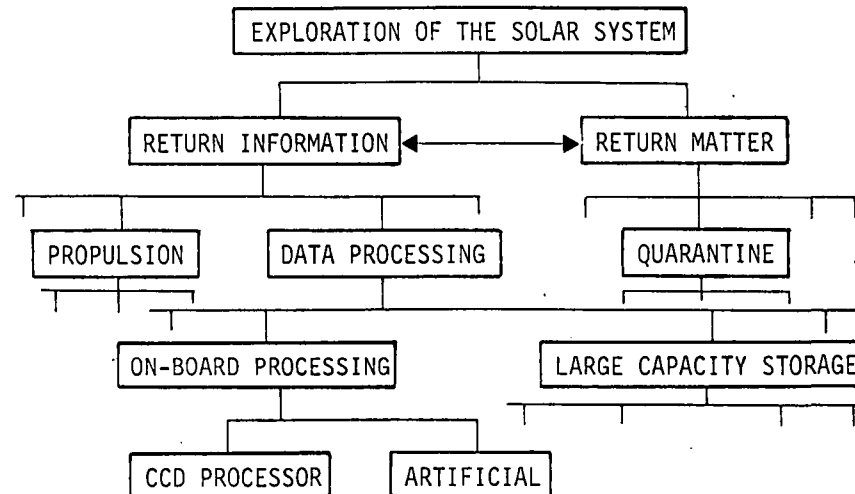 EXPLORATION OF THE SOLAR SYSTEM
RETURN INFORMATION
RETURN MATTER
PROPULSION
DATA PROCESSING
QUARANTINE
ON-BOARD PROCESSING
LARGE CAPACITY STORAGE
CCD PROCESSOR
ARTIFICIAL